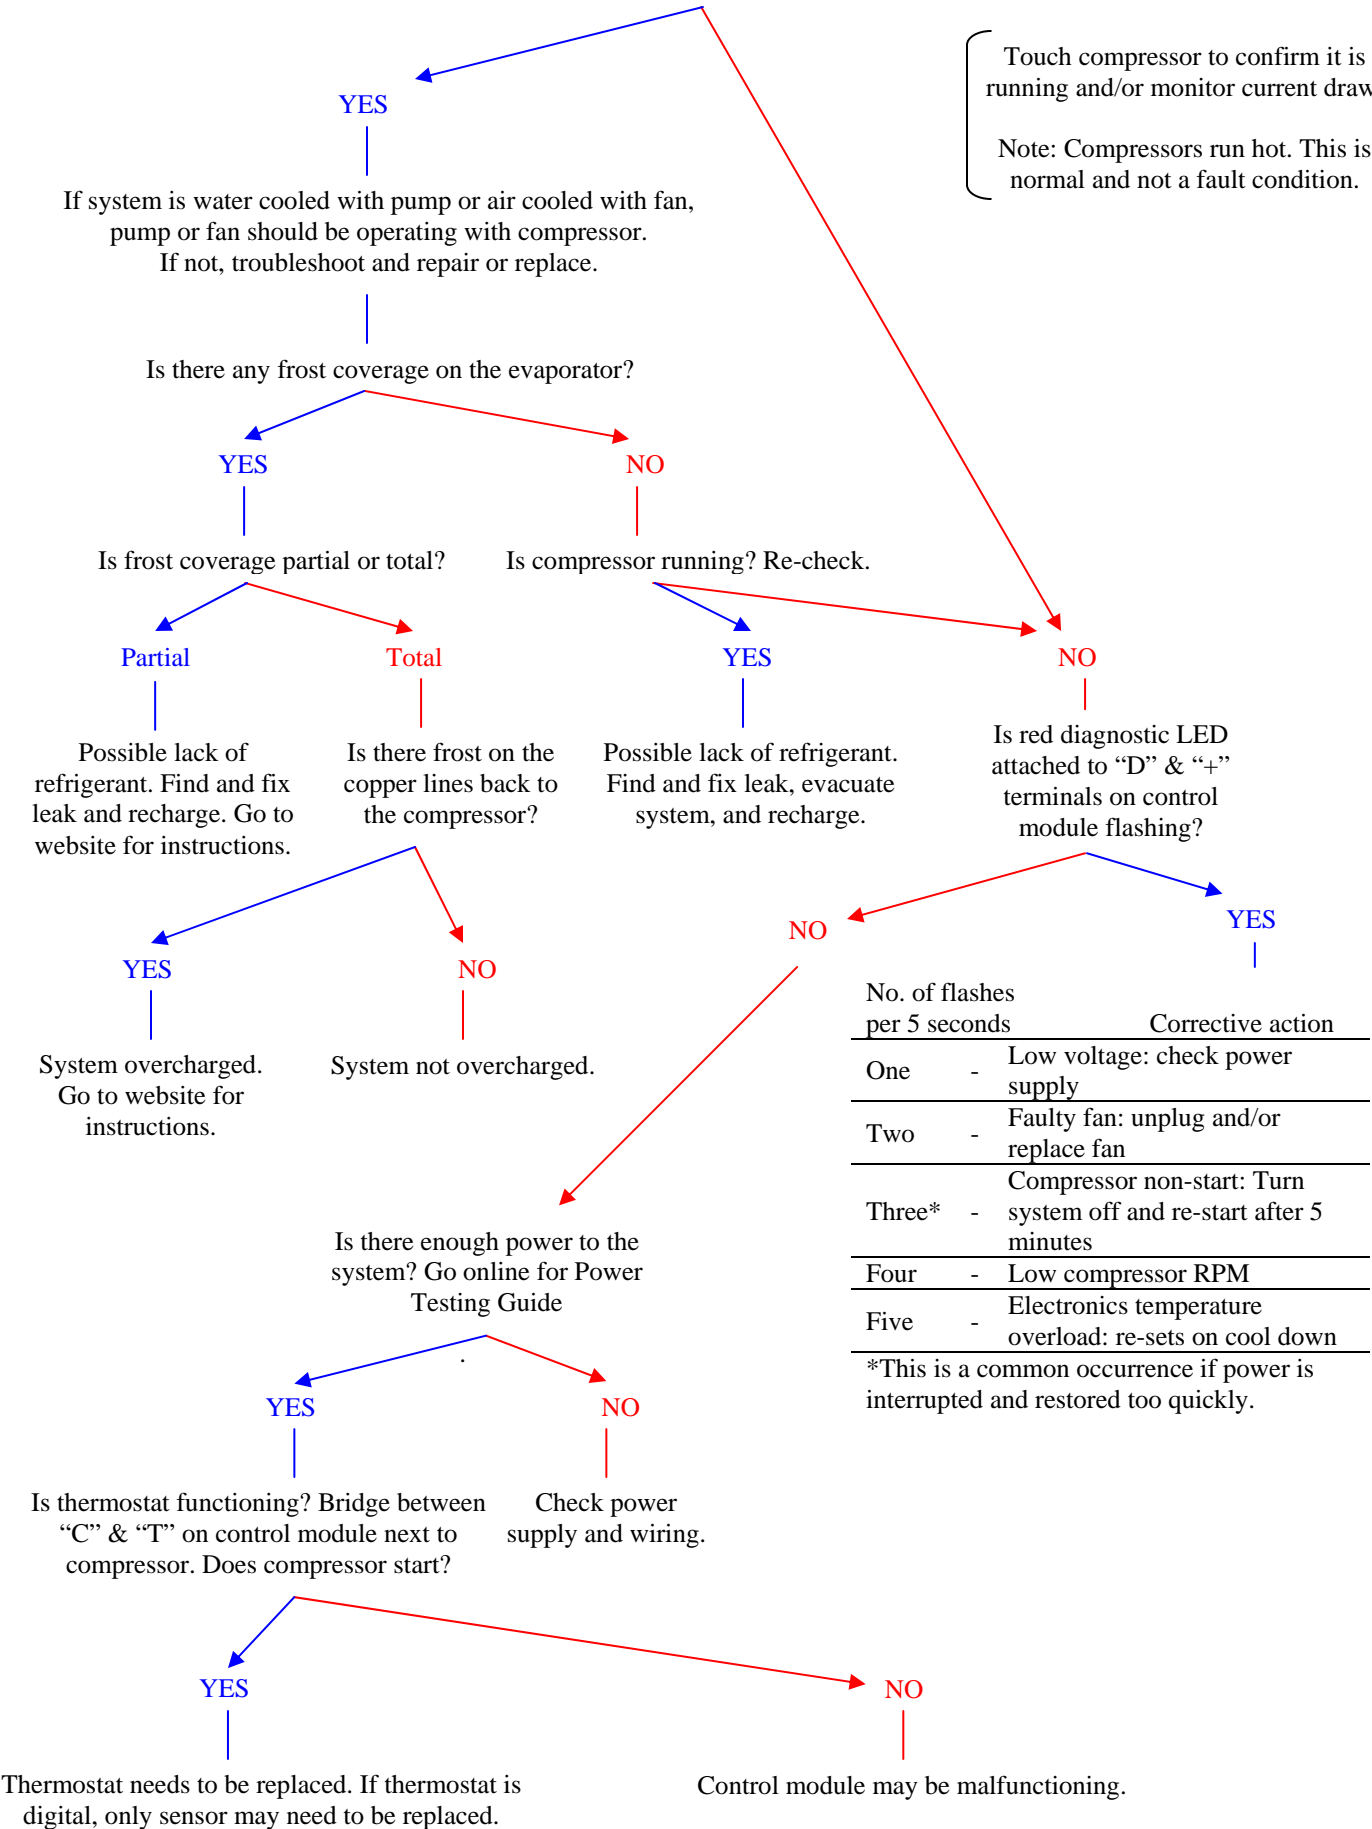 Touch compressor to confirm it is
running and/or monitor current draw
Note: Compressors run hot. This is
normal and not a fault condition.
YES
If system is water cooled with pump or air cooled with fan,
pump or fan should be operating with compressor.
If not, troubleshoot and repair or replace.
Is there any frost coverage on the evaporator?
YES
NO
Is frost coverage partial or total?
Is compressor running? Re-check.
Partial
Total
YES
NO
Possible lack of
refrigerant. Find and fix
leak and recharge. Go to
website for instructions.
Is there frost on the
copper lines back to
the compressor?
Possible lack of refrigerant.
Find and fix leak, evacuate
system, and recharge.
Is red diagnostic LED
attached to “D” & “+”
terminals on control
module flashing?
NO
YES
YES
NO
System overcharged.
Go to website for
instructions.
System not overcharged.
No. of flashes
per 5 seconds Corrective action
One - Low voltage: check power
supply
Two - Faulty fan: unplug and/or
replace fan
Three* - Compressor non-start: Turn
system off and re-start after 5
minutes
Four - Low compressor RPM
Five - Electronics temperature
overload: re-sets on cool down
*This is a common occurrence if power is
interrupted and restored too quickly.
Is there enough power to the
system? Go online for Power
Testing Guide
.
YES
NO
Is thermostat functioning? Bridge between
“C” & “T” on control module next to
compressor. Does compressor start?
Check power
supply and wiring.
YES
NO
Thermostat needs to be replaced. If thermostat is
digital, only sensor may need to be replaced.
Control module may be malfunctioning.